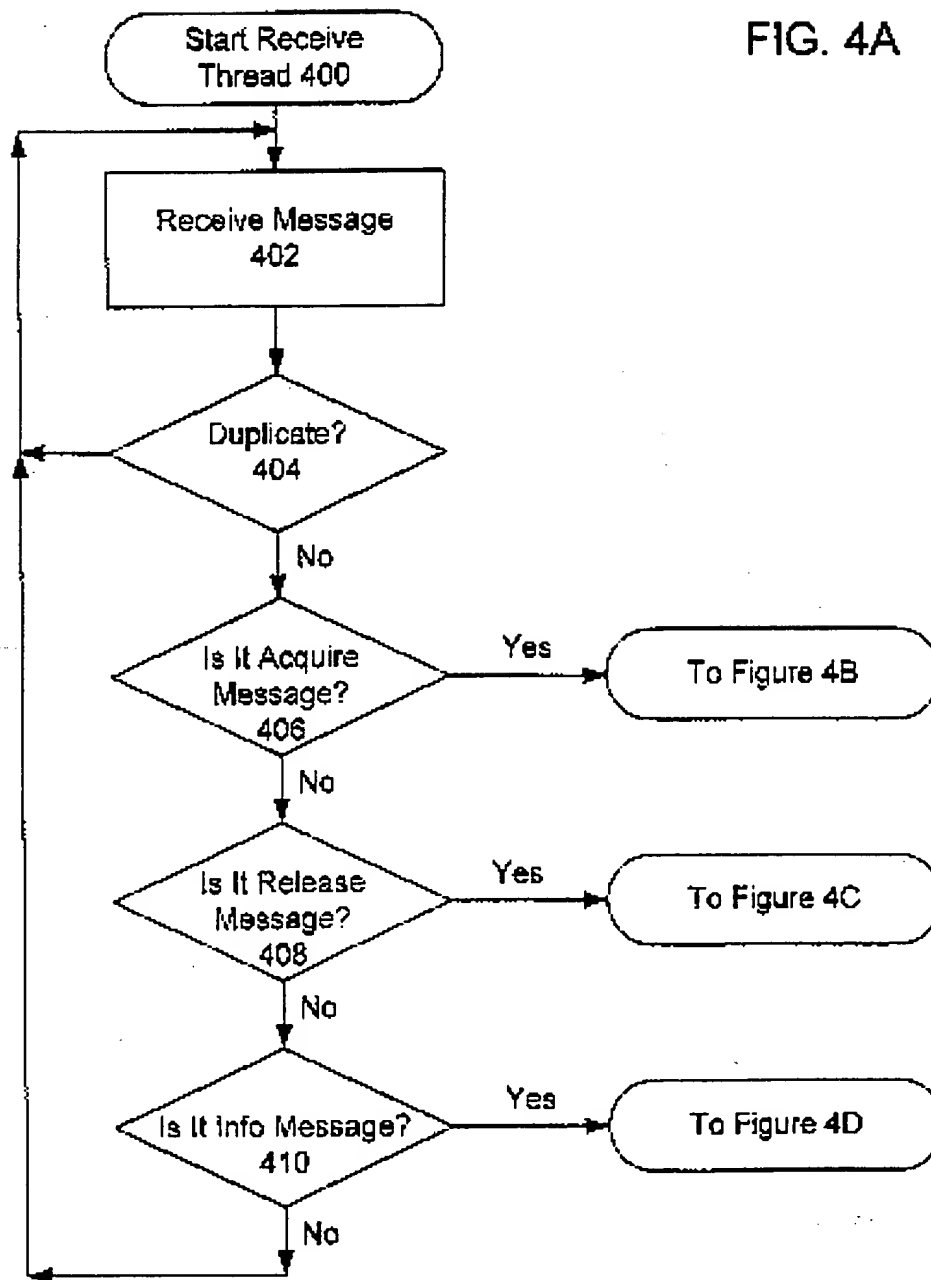 FIG. 4A
Start Receive
Thread 400
Receive Message
402
Duplicate?
404
No
Is It Acquire
Message?
406
Yes
To Figure 4B
No
Is It Release
Message?
408
Yes
To Figure 4C
No
Is It Info Message?
410
Yes
To Figure 4D
No